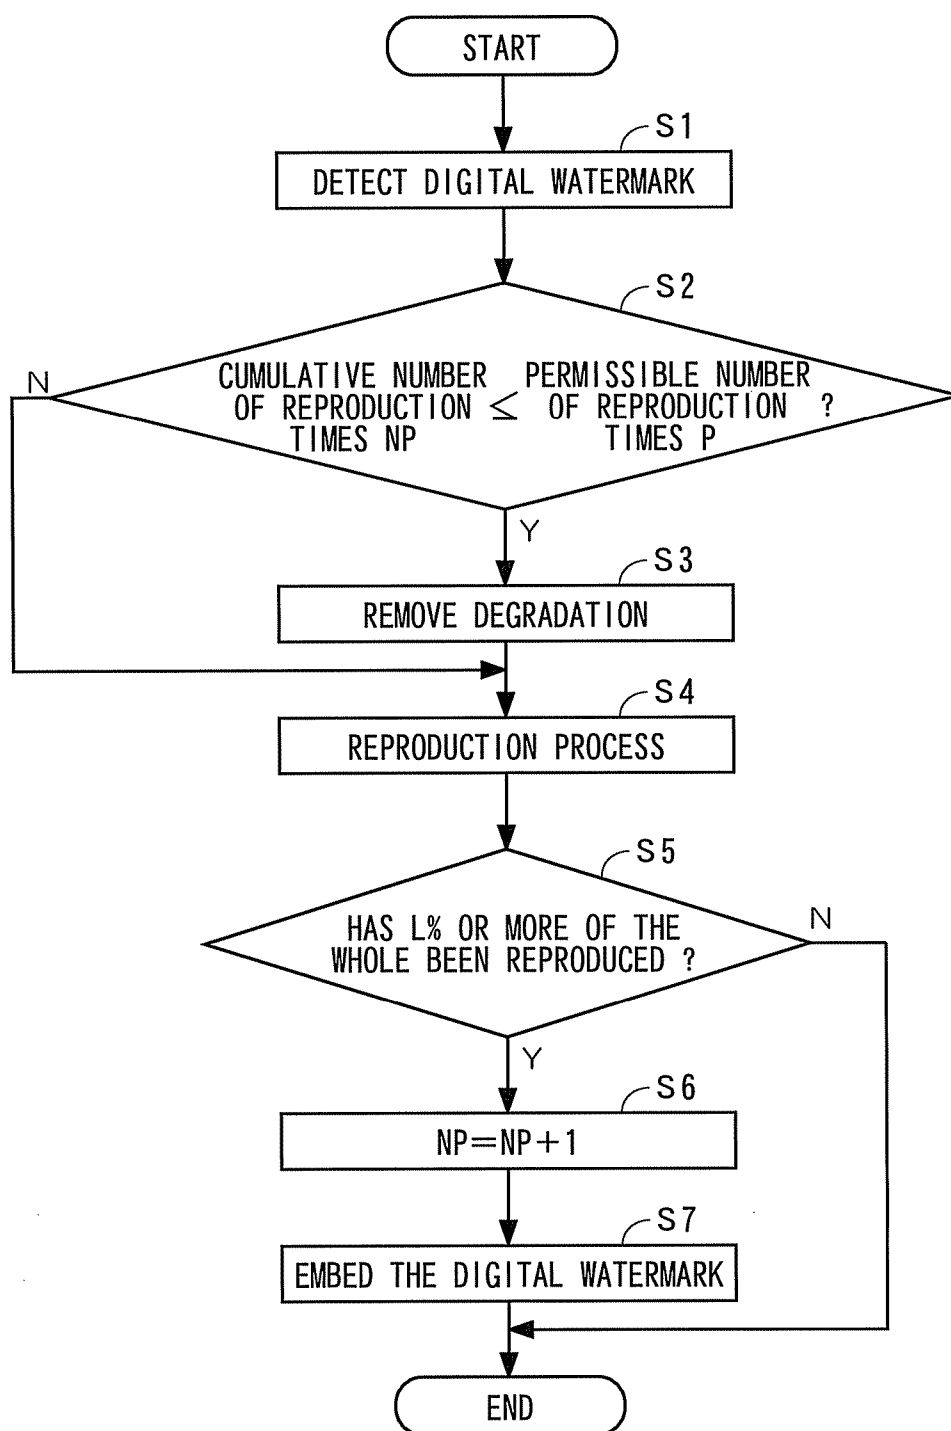 START
S1
DETECT DIGITAL WATERMARK
S2
N
CUMULATIVE NUMBER PERMISSIBLE NUMBER
OF REPRODUCTION ≤ OF REPRODUCTION ?
TIMES NP TIMES P
Y
S3
REMOVE DEGRADATION
S4
REPRODUCTION PROCESS
S5
N
HAS L% OR MORE OF THE
WHOLE BEEN REPRODUCED ?
Y
S6
NP=NP+1
S7
EMBED THE DIGITAL WATERMARK
END